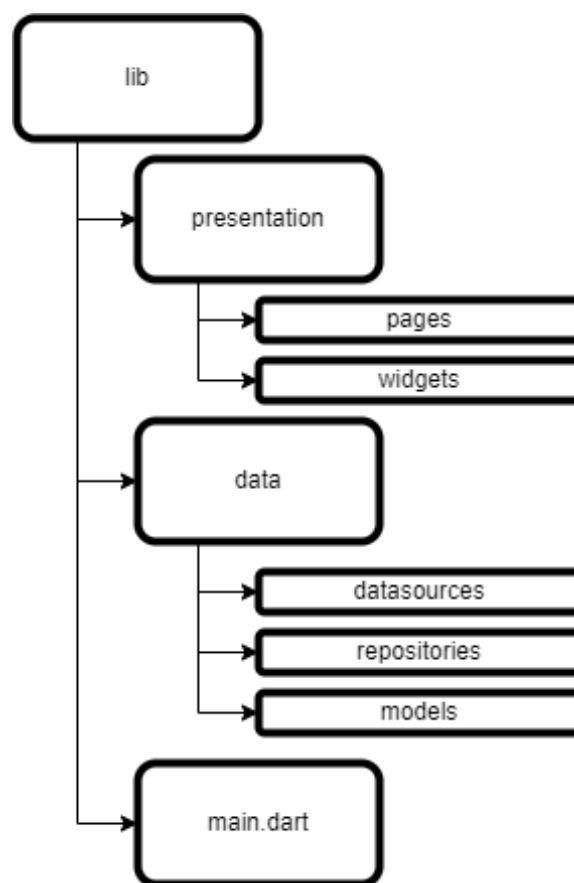 lib
presentation
pages
widgets
data
datasources
repositories
models
main.dart